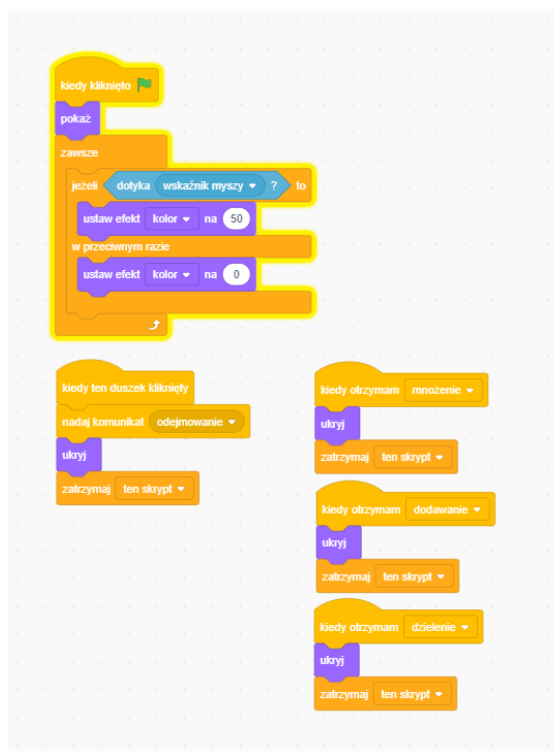 kiedy kliknięto
pokaż
zawsze
jeżeli dotyka wskaźnik myszy ? to
ustaw efekt kolor na 50
w przeciwnym razie
ustaw efekt kolor na 0
kiedy ten duszek kliknięty
nadaj komunikat odejmowanie
ukryj
zatrzymaj ten skrypt
kiedy otrzymam mnożenie
ukryj
zatrzymaj ten skrypt
kiedy otrzymam dodawanie
ukryj
zatrzymaj ten skrypt
kiedy otrzymam dzielenie
ukryj
zatrzymaj ten skrypt